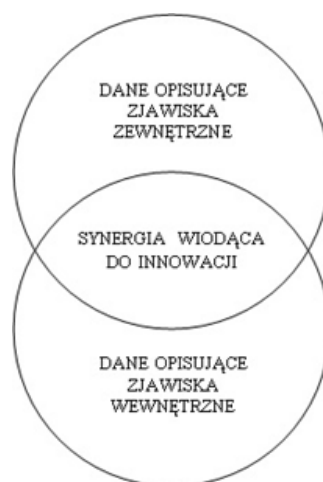 DANE OPISUJĄCE
ZJAWISKA
ZEWNĘTRZNE
SYNERGIA WIODĄCA
DO INNOWACJI
DANE OPISUJĄCE
ZJAWISKA
WEWNĘTRZNE